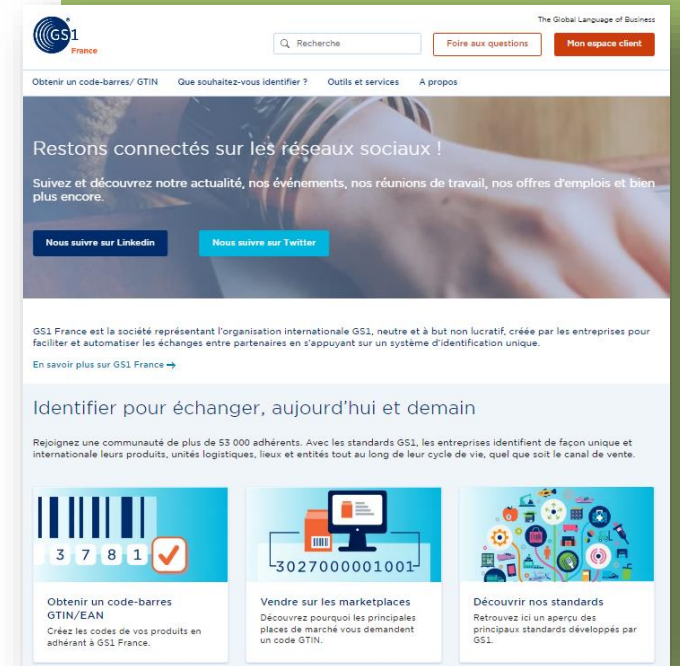 The Global Language of Business
GS1
France
Recherche
Foire aux questions
Mon espace client
Obtenir un code-barres/ GTIN
Que souhaitez-vous identifier ?
Outils et services
A propos
Restons connectés sur les réseaux sociaux !
Suivez et découvrez notre actualité, nos événements, nos réunions de travail, nos offres d'emplois et bien
plus encore.
Nous suivre sur Linkedin
Nous suivre sur Twitter
GS1 France est la société représentant l'organisation internationale GS1, neutre et à but non lucratif, créée par les entreprises pour
faciliter et automatiser les échanges entre partenaires en s'appuyant sur un système d'identification unique.
En savoir plus sur GS1 France →
Identifier pour échanger, aujourd'hui et demain
Rejoignez une communauté de plus de 53 000 adhérents. Avec les standards GS1, les entreprises identifient de façon unique et
internationale leurs produits, unités logistiques, lieux et entités tout au long de leur cycle de vie, quel que soit le canal de vente.
3 7 8 1
Obtenir un code-barres
GTIN/EAN
Créez les codes de vos produits en
adhérant à GS1 France.
3027000001001
Vendre sur les marketplaces
Découvrez pourquoi les principales
places de marché vous demandent
un code GTIN.
Découvrir nos standards
Retrouvez ici un aperçu des
principaux standards développés par
GS1.